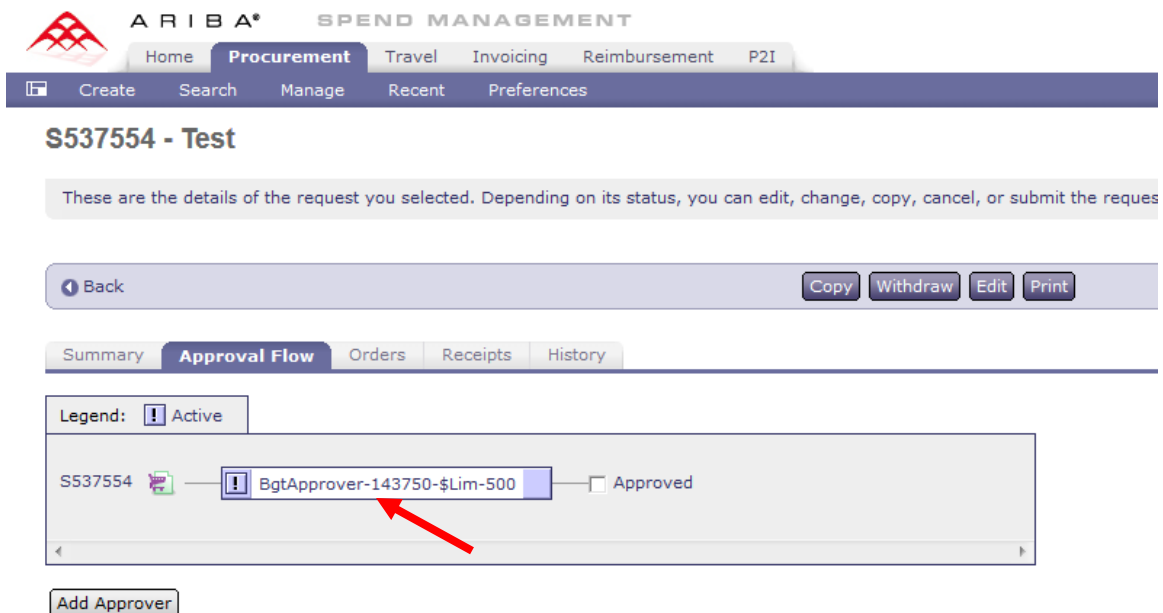 ARIBA® SPEND MANAGEMENT
Home Procurement Travel Invoicing Reimbursement P2I
Create Search Manage Recent Preferences
S537554 - Test
These are the details of the request you selected. Depending on its status, you can edit, change, copy, cancel, or submit the reques
Back Copy Withdraw Edit Print
Summary Approval Flow Orders Receipts History
Legend: ! Active
S537554 ! BgtApprover-143750-$Lim-500 Approved
Add Approver